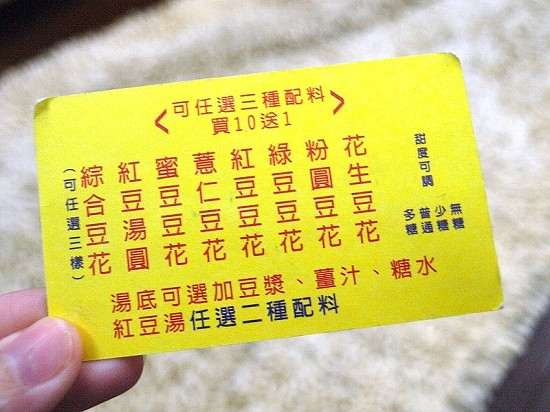 〈可任選三種配料〉
買10送1
甜度可調
無糖
少糖
普通
多糖
花生豆花
粉圓豆花
綠豆豆花
紅豆豆花
薏仁豆花
蜜豆豆花
紅豆湯圓
綜合豆花
(可任選三樣)
湯底可選加豆漿、薑汁、糖水
紅豆湯任選二種配料